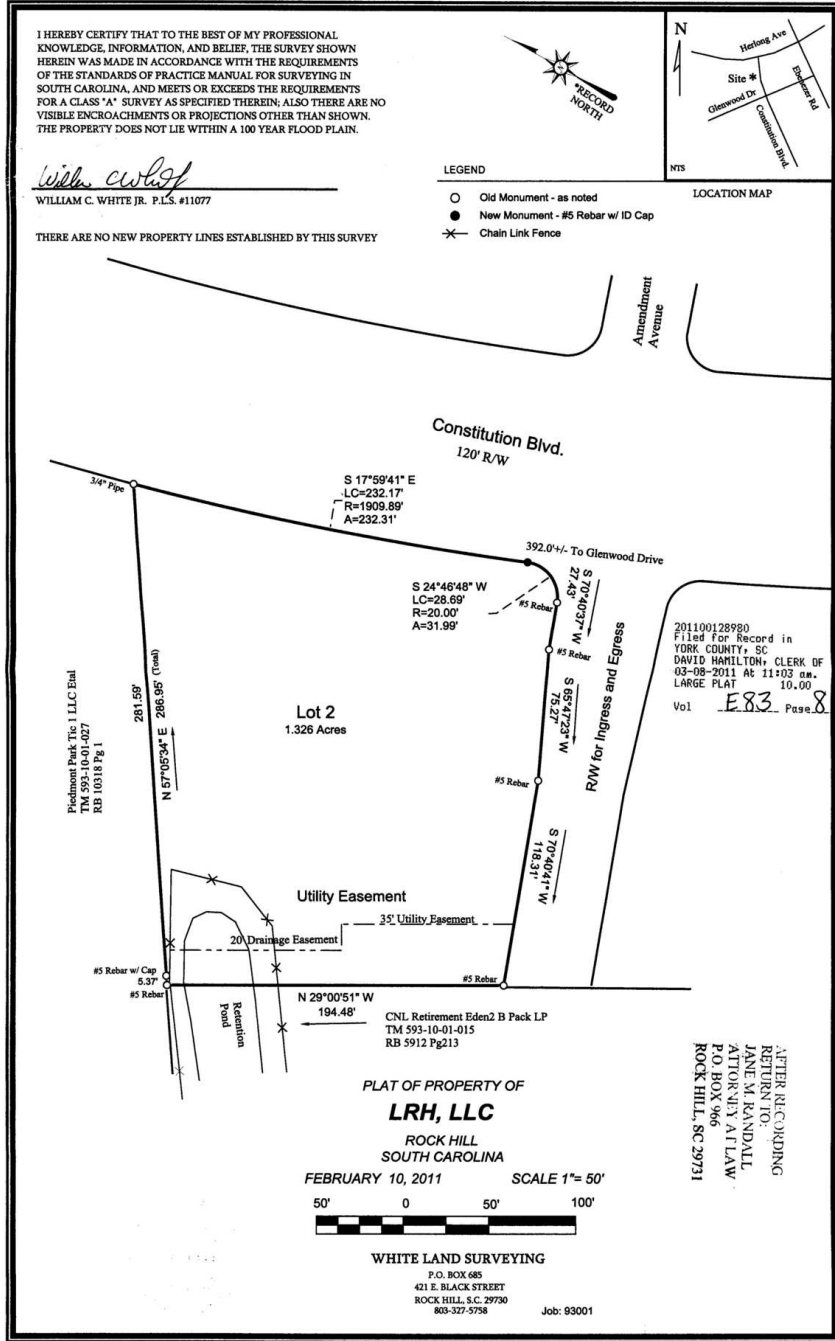 I HEREBY CERTIFY THAT TO THE BEST OF MY PROFESSIONAL
KNOWLEDGE, INFORMATION, AND BELIEF, THE SURVEY SHOWN
HEREIN WAS MADE IN ACCORDANCE WITH THE REQUIREMENTS
OF THE STANDARDS OF PRACTICE MANUAL FOR SURVEYING IN
SOUTH CAROLINA, AND MEETS OR EXCEEDS THE REQUIREMENTS
FOR A CLASS "A" SURVEY AS SPECIFIED THEREIN; ALSO THERE ARE NO
VISIBLE ENCROACHMENTS OR PROJECTIONS OTHER THAN SHOWN.
THE PROPERTY DOES NOT LIE WITHIN A 100 YEAR FLOOD PLAIN.
WILLIAM C. WHITE JR. P.L.S. #11077
THERE ARE NO NEW PROPERTY LINES ESTABLISHED BY THIS SURVEY
*RECORD
NORTH
LEGEND
Old Monument - as noted
New Monument - #5 Rebar w/ ID Cap
Chain Link Fence
N
Herlong Ave
Site *
Ebenezer Rd
Glenwood Dr
Constitution Blvd.
NTS
LOCATION MAP
Amendment
Avenue
Constitution Blvd.
120' R/W
3/4" Pipe
S 17°59'41" E
LC=232.17'
R=1909.89'
A=232.31'
392.0'+/- To Glenwood Drive
S 24°46'48" W
LC=28.69'
R=20.00'
A=31.99'
#5 Rebar
S 70°40'37" W
27.43'
#5 Rebar
S 65°47'23" W
75.27'
R/W for Ingress and Egress
#5 Rebar
S 70°40'41" W
118.31'
201100128980
Filed for Record in
YORK COUNTY, SC
DAVID HAMILTON, CLERK OF
03-08-2011 At 11:03 am.
LARGE PLAT 10.00
Vol E83 Page 8
Lot 2
1.326 Acres
Piedmont Park Tic 1 LLC Etal
TM 593-10-01-027
RB 10318 Pg 1
281.59'
N 57°05'34" E 286.95' (Total)
Utility Easement
35' Utility Easement
20' Drainage Easement
#5 Rebar w/ Cap
5.37'
#5 Rebar
#5 Rebar
Retention
Pond
N 29°00'51" W
194.48'
CNL Retirement Eden2 B Pack LP
TM 593-10-01-015
RB 5912 Pg213
AFTER RECORDING
RETURN TO:
JANE M. RANDALL
ATTORNEY AT LAW
P.O. BOX 966
ROCK HILL, SC 29731
PLAT OF PROPERTY OF
LRH, LLC
ROCK HILL
SOUTH CAROLINA
FEBRUARY 10, 2011 SCALE 1"= 50'
50' 0 50' 100'
WHITE LAND SURVEYING
P.O. BOX 685
421 E. BLACK STREET
ROCK HILL, S.C. 29730
803-327-5758
Job: 93001